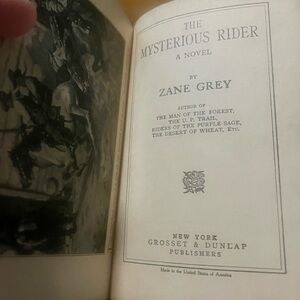 THE
MYSTERIOUS RIDER
A NOVEL
BY
ZANE GREY
AUTHOR OF
THE MAN OF THE FOREST,
THE U. P. TRAIL,
RIDERS OF THE PURPLE SAGE,
THE DESERT OF WHEAT, ETC.
NEW YORK
GROSSET & DUNLAP
PUBLISHERS
Made in the United States of America